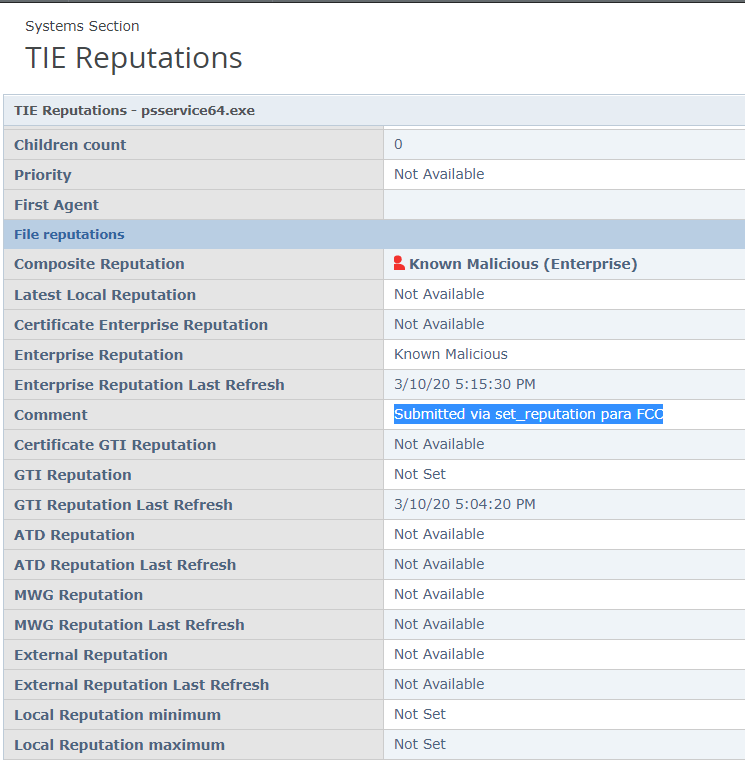 Systems Section
TIE Reputations
TIE Reputations - psservice64.exe
Children count 0
Priority Not Available
First Agent
File reputations
Composite Reputation Known Malicious (Enterprise)
Latest Local Reputation Not Available
Certificate Enterprise Reputation Not Available
Enterprise Reputation Known Malicious
Enterprise Reputation Last Refresh 3/10/20 5:15:30 PM
Comment Submitted via set_reputation para FCC
Certificate GTI Reputation Not Available
GTI Reputation Not Set
GTI Reputation Last Refresh 3/10/20 5:04:20 PM
ATD Reputation Not Available
ATD Reputation Last Refresh Not Available
MWG Reputation Not Available
MWG Reputation Last Refresh Not Available
External Reputation Not Available
External Reputation Last Refresh Not Available
Local Reputation minimum Not Set
Local Reputation maximum Not Set